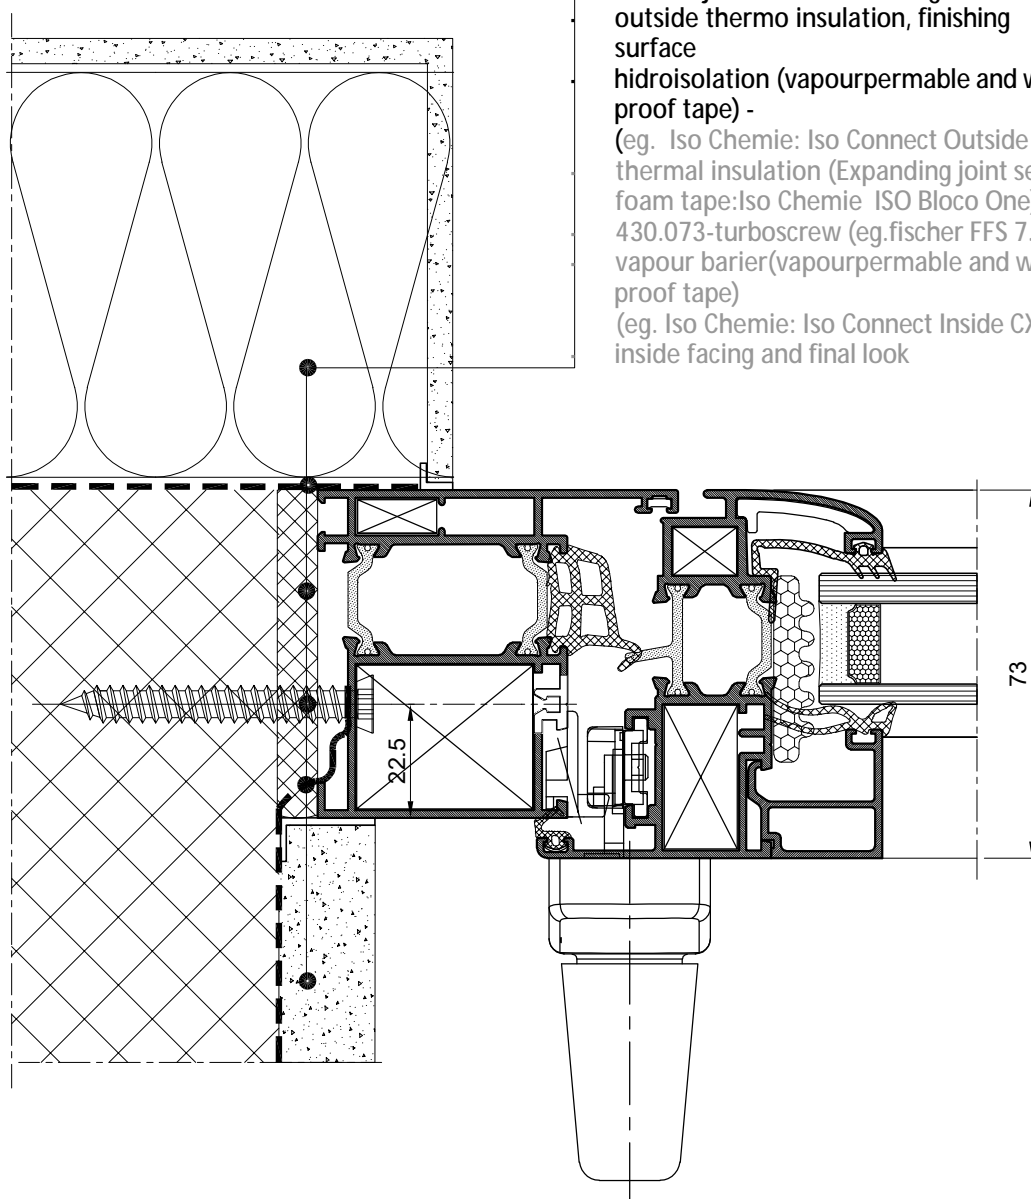 outside thermo insulation, finishing
surface
hidroisolation (vapourpermable and
proof tape) -
(eg. Iso Chemie: Iso Connect Outside
thermal insulation (Expanding joint
foam tape:Iso Chemie ISO Bloco One
430.073-turboscrew (eg.fischer FFS 7
vapour barier(vapourpermable and
proof tape)
(eg. Iso Chemie: Iso Connect Inside
inside facing and final look
73
22.5